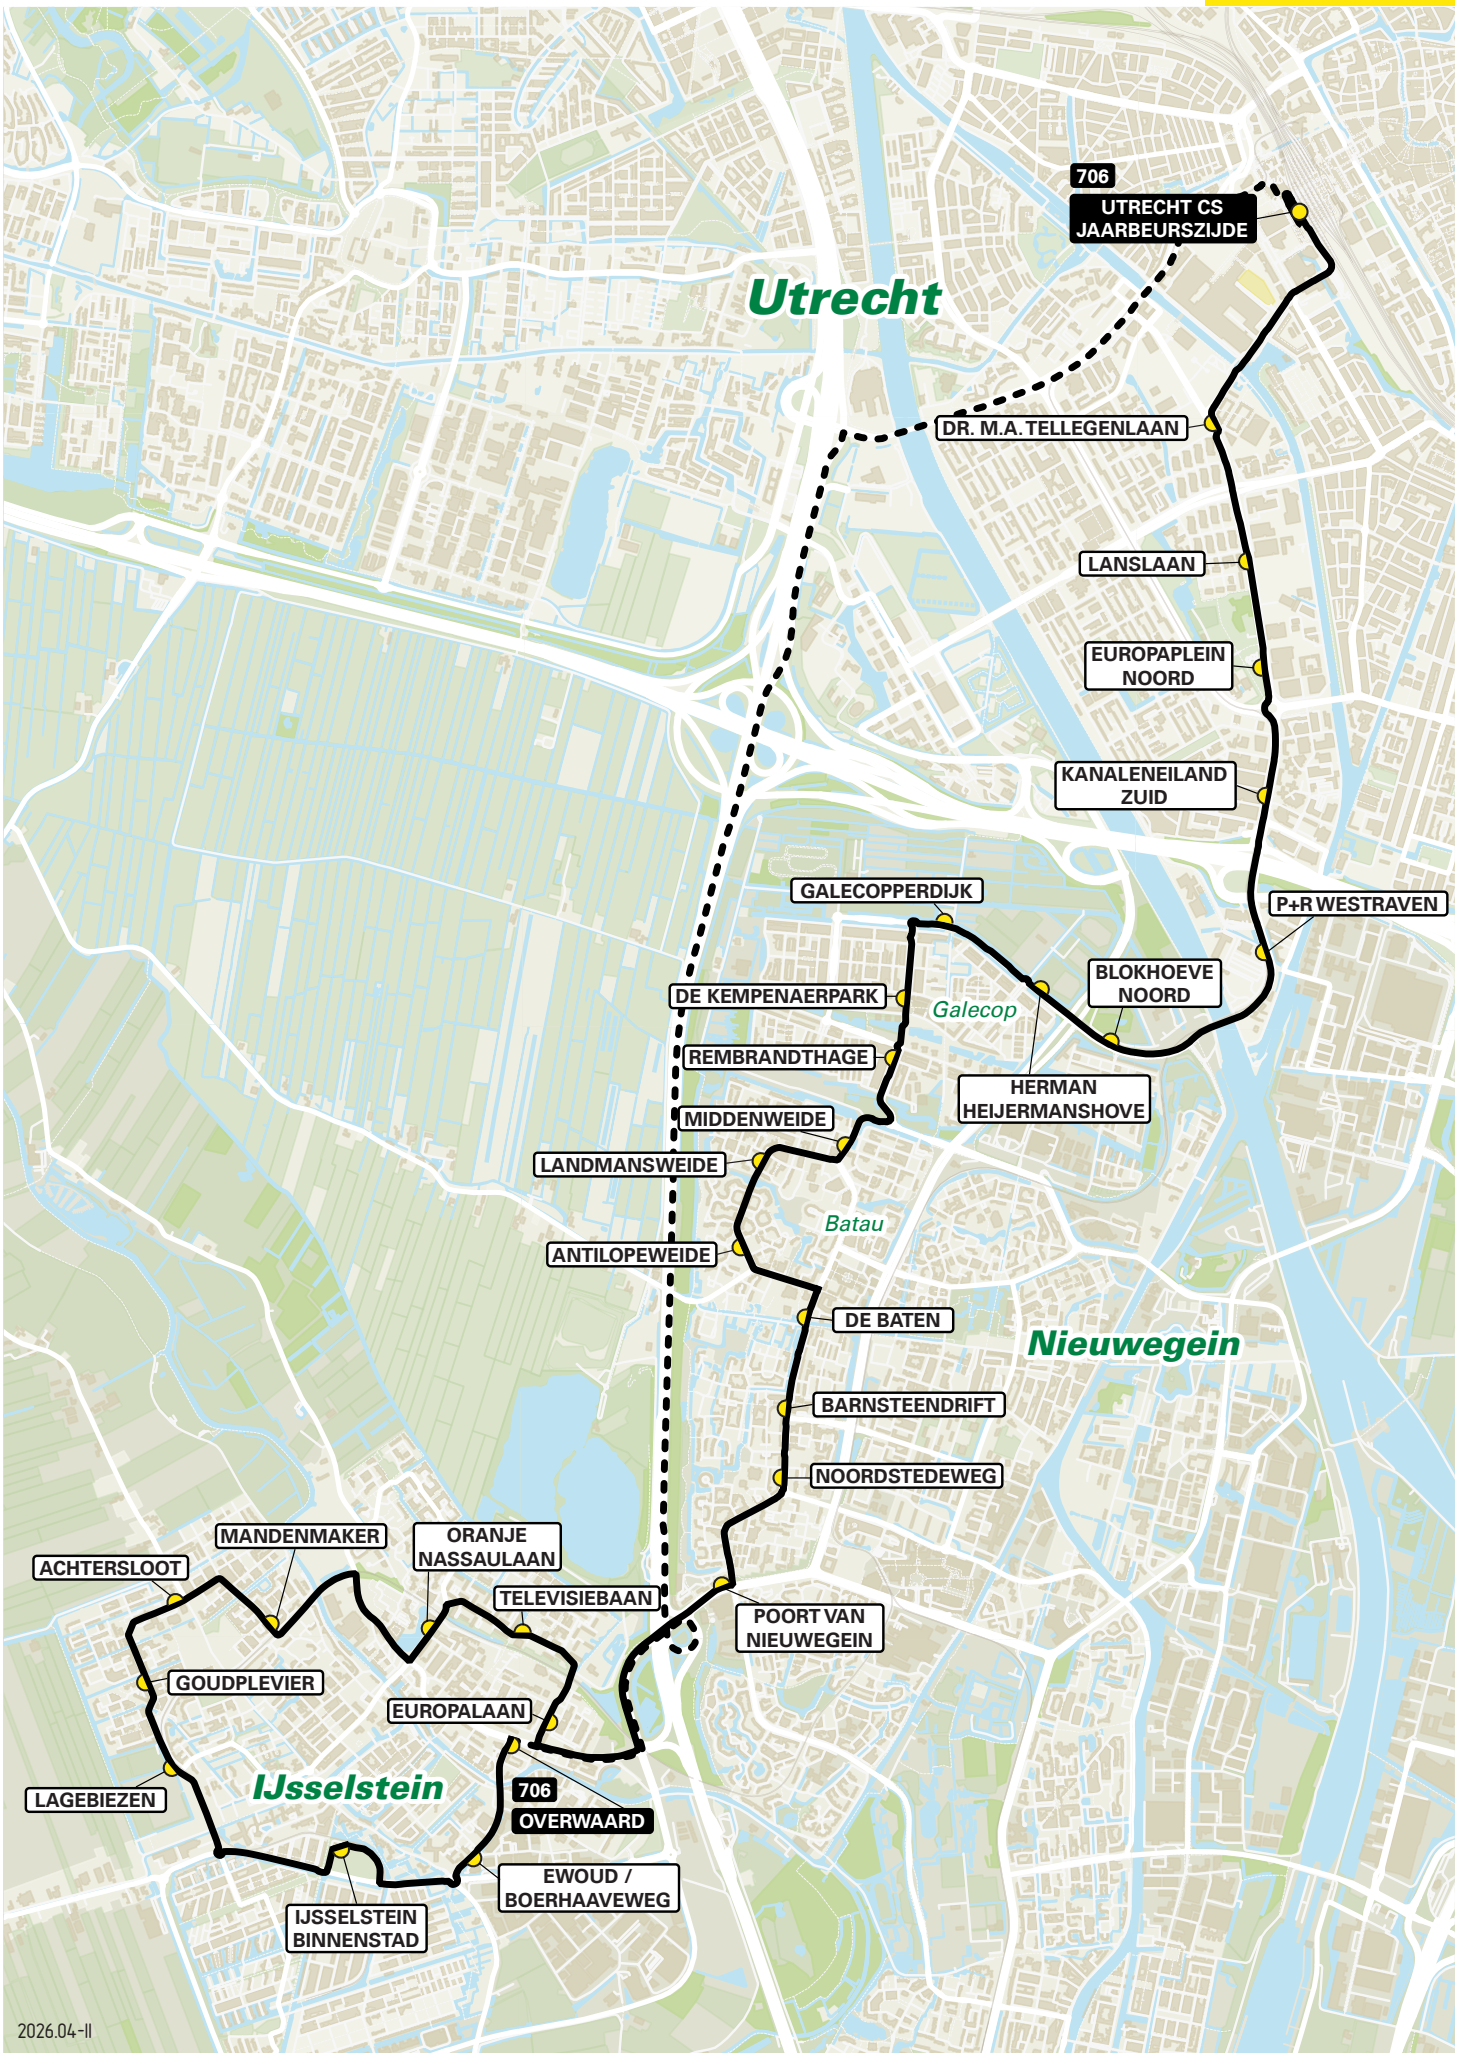 706
UTRECHT CS
JAARBEURSZIJDE
Utrecht
DR. M.A. TELLEGENLAAN
LANSLAAN
EUROPAPLEIN
NOORD
KANALENEILAND
ZUID
GALECOPPERDIJK
P+R WESTRAVEN
BLOKHOEVE
NOORD
DE KEMPENAERPARK
Galecop
REMBRANDTHAGE
HERMAN
HEIJERMANSHOVE
MIDDENWEIDE
LANDMANSWEIDE
Batau
ANTILOPEWEIDE
DE BATEN
Nieuwegein
BARNSTEENDRIFT
NOORDSTEDEWEG
MANDENMAKER
ORANJE
NASSAULAAN
ACHTERSLOOT
TELEVISIEBAAN
POORT VAN
NIEUWEGEIN
GOUDPLEVIER
EUROPALAAN
IJsselstein
LAGEBIEZEN
706
OVERWAARD
EWOUD /
BOERHAAVEWEG
IJSSELSTEIN
BINNENSTAD
2026.04-II